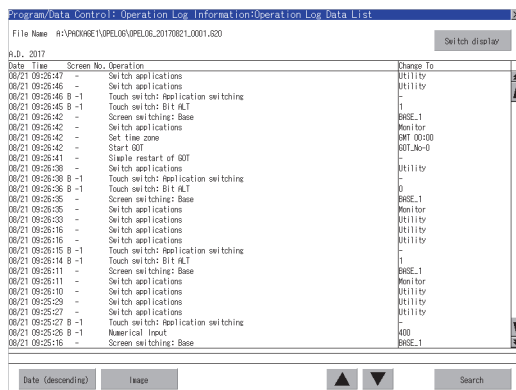 Program/Data Control: Operation Log Information:Operation Log Data List
File Name A:\PACKAGE1\OPELOG\OPELOG_20170821_0001.G2O
Switch display
A.D. 2017
Date Time Screen No. Operation Change To
08/21 09:26:47 - Switch applications Utility
08/21 09:26:46 - Switch applications Utility
08/21 09:26:46 B -1 Touch switch: Application switching -
08/21 09:26:45 B -1 Touch switch: Bit ALT 1
08/21 09:26:42 - Screen switching: Base BASE_1
08/21 09:26:42 - Switch applications Monitor
08/21 09:26:42 - Set time zone GMT 00:00
08/21 09:26:42 - Start GOT GOT_No-0
08/21 09:26:41 - Simple restart of GOT -
08/21 09:26:38 - Switch applications Utility
08/21 09:26:38 B -1 Touch switch: Application switching -
08/21 09:26:36 B -1 Touch switch: Bit ALT 0
08/21 09:26:35 - Screen switching: Base BASE_1
08/21 09:26:35 - Switch applications Monitor
08/21 09:26:33 - Switch applications Utility
08/21 09:26:16 - Switch applications Utility
08/21 09:26:16 - Switch applications Utility
08/21 09:26:15 B -1 Touch switch: Application switching -
08/21 09:26:14 B -1 Touch switch: Bit ALT 1
08/21 09:26:11 - Screen switching: Base BASE_1
08/21 09:26:11 - Switch applications Monitor
08/21 09:26:10 - Switch applications Utility
08/21 09:25:29 - Switch applications Utility
08/21 09:25:27 - Switch applications Utility
08/21 09:25:27 B -1 Touch switch: Application switching -
08/21 09:25:26 B -1 Numerical Input 400
08/21 09:25:16 - Screen switching: Base BASE_1
Date (descending) Image ▲ ▼ Search